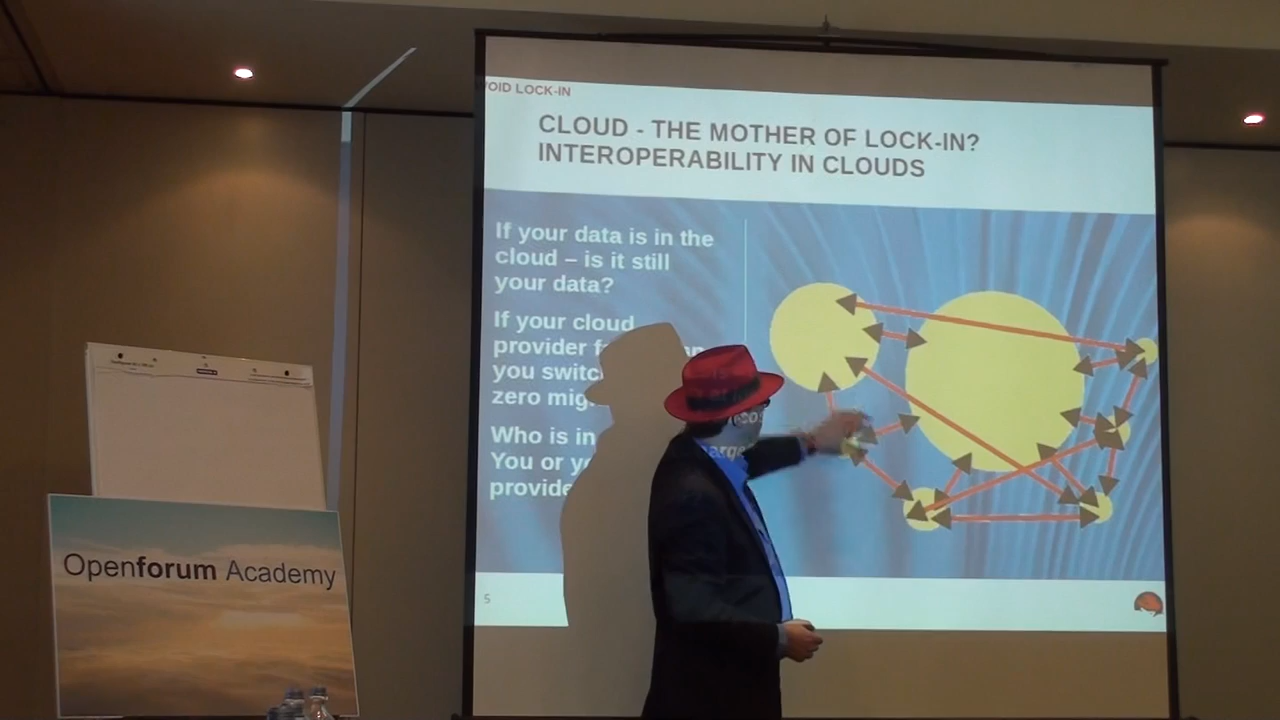 VOID LOCK-IN
CLOUD - THE MOTHER OF LOCK-IN?
INTEROPERABILITY IN CLOUDS
If your data is in the
cloud – is it still
your data?
If your cloud
provider
you switc
zero mig
Who is in
You or
provide
5
Openforum Academy